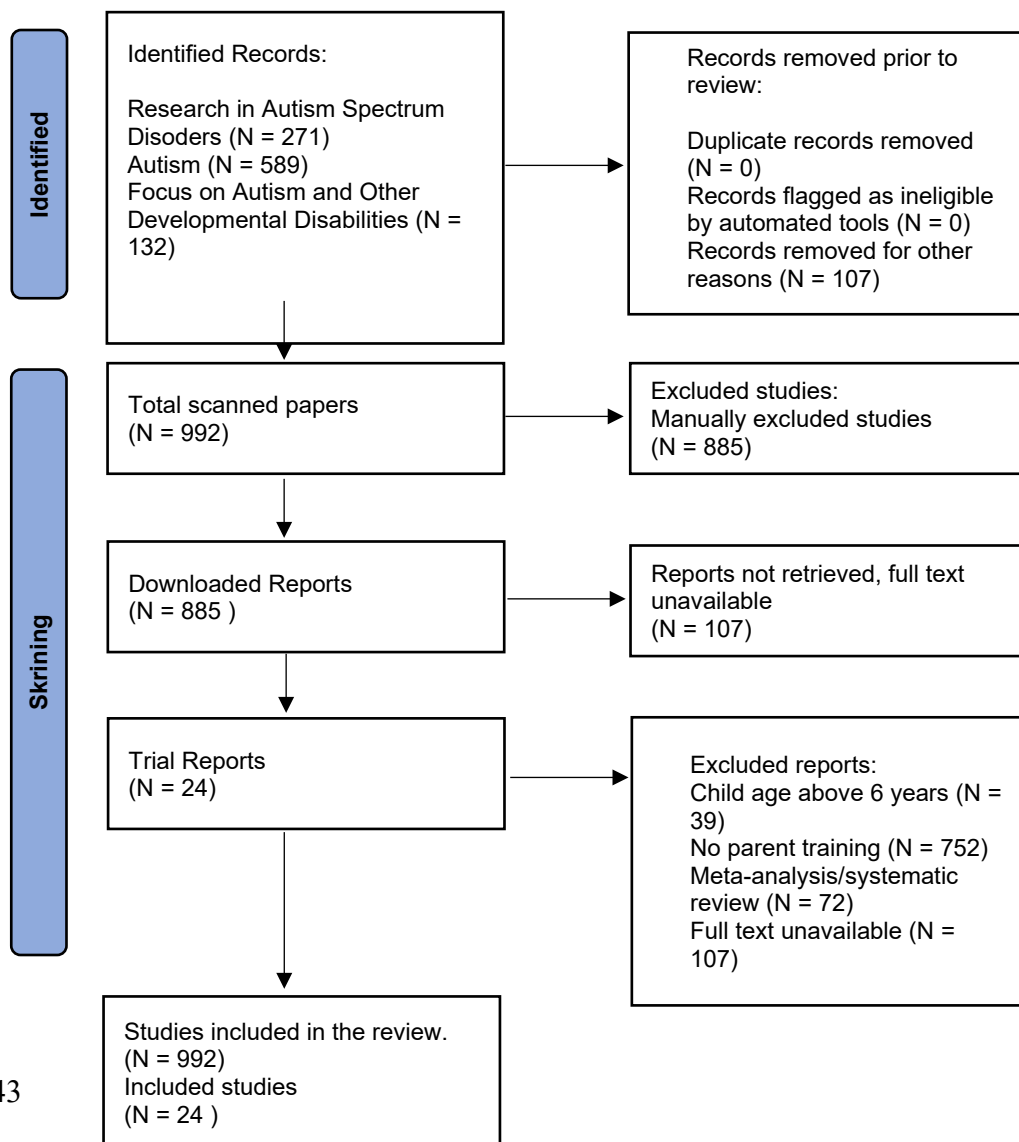 Identified
Identified Records:
Research in Autism Spectrum
Disoders (N = 271)
Autism (N = 589)
Focus on Autism and Other
Developmental Disabilities (N =
132)
Records removed prior to
review:
Duplicate records removed
(N = 0)
Records flagged as ineligible
by automated tools (N = 0)
Records removed for other
reasons (N = 107)
Skrining
Total scanned papers
(N = 992)
Excluded studies:
Manually excluded studies
(N = 885)
Downloaded Reports
(N = 885 )
Reports not retrieved, full text
unavailable
(N = 107)
Trial Reports
(N = 24)
Excluded reports:
Child age above 6 years (N =
39)
No parent training (N = 752)
Meta-analysis/systematic
review (N = 72)
Full text unavailable (N =
107)
Studies included in the review.
(N = 992)
Included studies
(N = 24 )
43